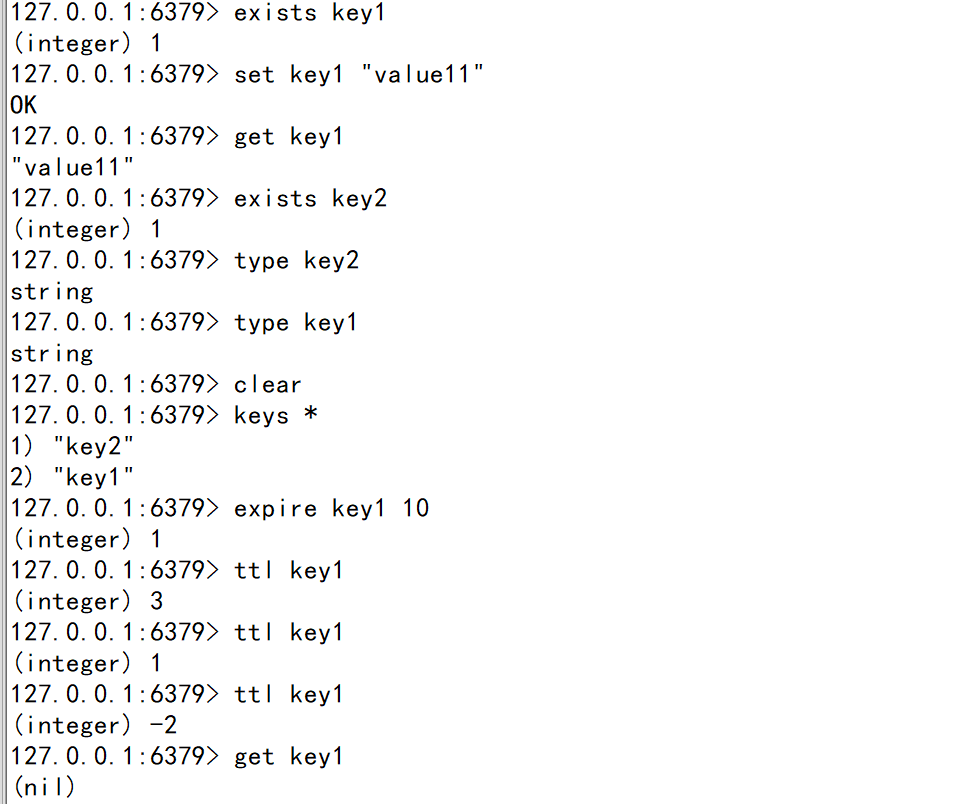 127.0.0.1:6379> exists key1
(integer) 1
127.0.0.1:6379> set key1 "value11"
OK
127.0.0.1:6379> get key1
"value11"
127.0.0.1:6379> exists key2
(integer) 1
127.0.0.1:6379> type key2
string
127.0.0.1:6379> type key1
string
127.0.0.1:6379> clear
127.0.0.1:6379> keys *
1) "key2"
2) "key1"
127.0.0.1:6379> expire key1 10
(integer) 1
127.0.0.1:6379> ttl key1
(integer) 3
127.0.0.1:6379> ttl key1
(integer) 1
127.0.0.1:6379> ttl key1
(integer) -2
127.0.0.1:6379> get key1
(nil)